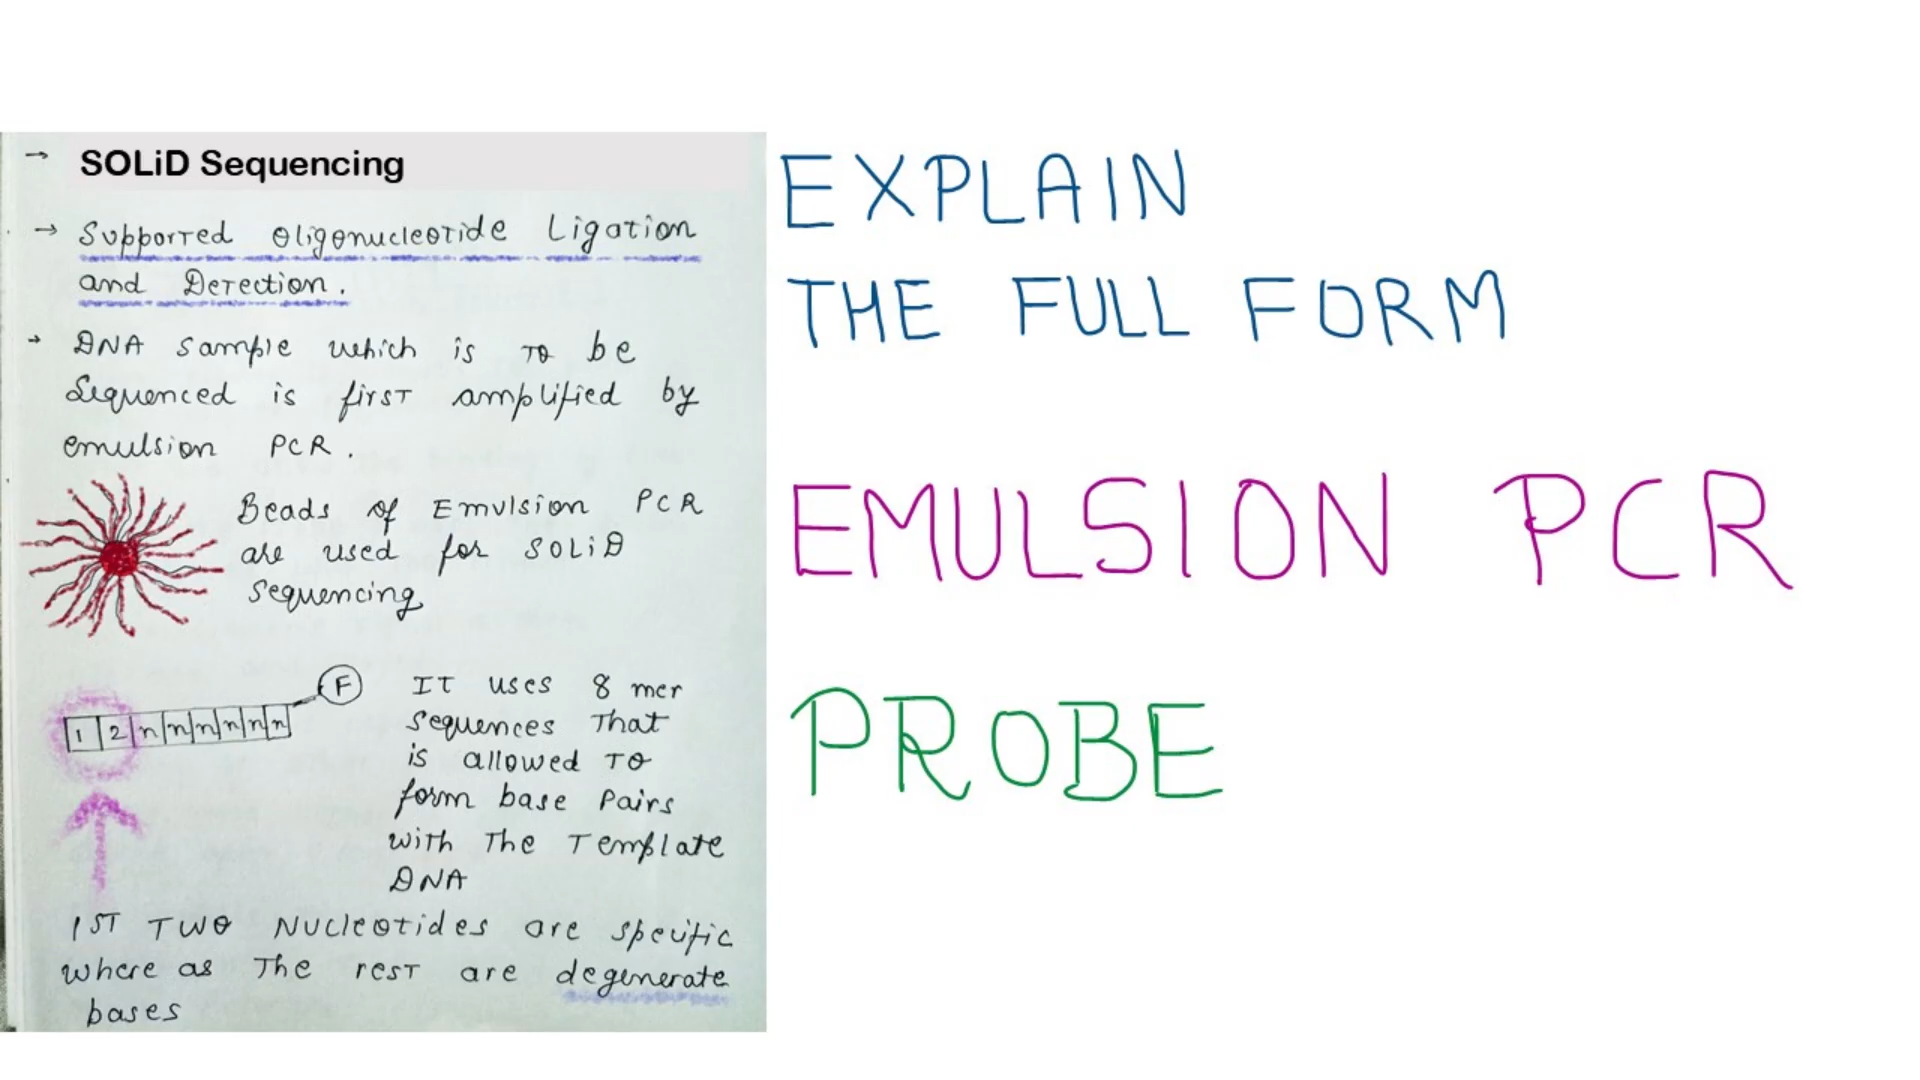 → SOLiD Sequencing
→ Supported Oligonucleotide Ligation
and Detection.
→ DNA sample which is to be
Sequenced is first amplified by
emulsion PCR.
Beads of Emulsion PCR
are used for SOLiD
sequencing
F
1 2 n n n n n n
It uses 8 mer
sequences that
is allowed to
form base pairs
with the Template
DNA
1st two Nucleotides are specific
where as the rest are degenerate
bases
EXPLAIN
THE FULL FORM
EMULSION PCR
PROBE